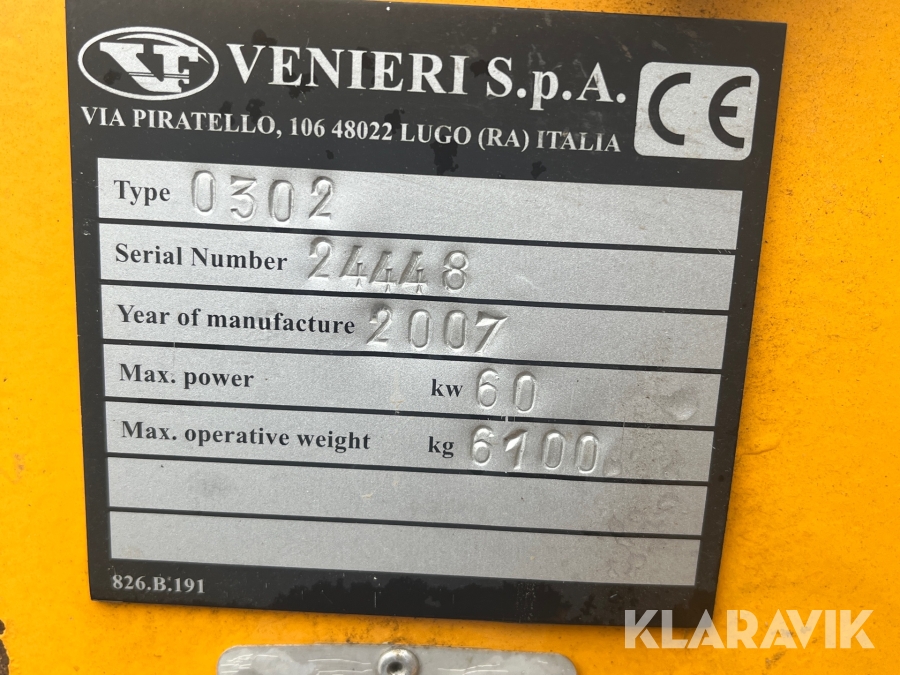 VF VENIERI S.p.A. CE
VIA PIRATELLO, 106 48022 LUGO (RA) ITALIA
Type 0302
Serial Number 24448
Year of manufacture 2007
Max. power kw 60
Max. operative weight kg 6100
826.B.191
KLARAVIK